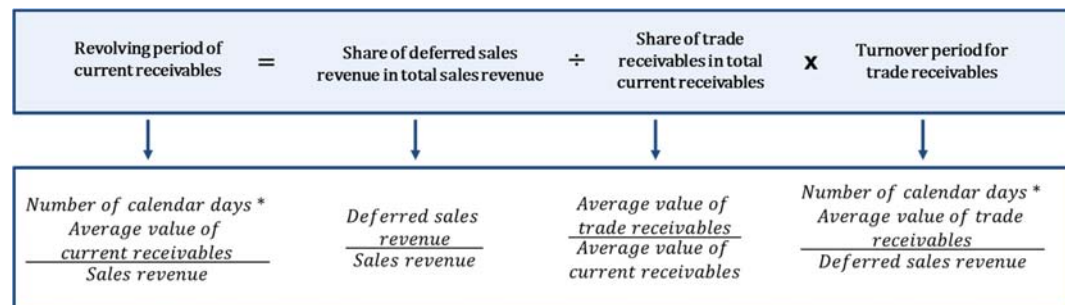 Revolving period of
current receivables
=
Share of deferred sales
revenue in total sales revenue
÷
Share of trade
receivables in total
current receivables
x
Turnover period for
trade receivables
Number of calendar days *
Average value of
current receivables
Sales revenue
Deferred sales
revenue
Sales revenue
Average value of
trade receivables
Average value of
current receivables
Number of calendar days *
Average value of trade
receivables
Deferred sales revenue